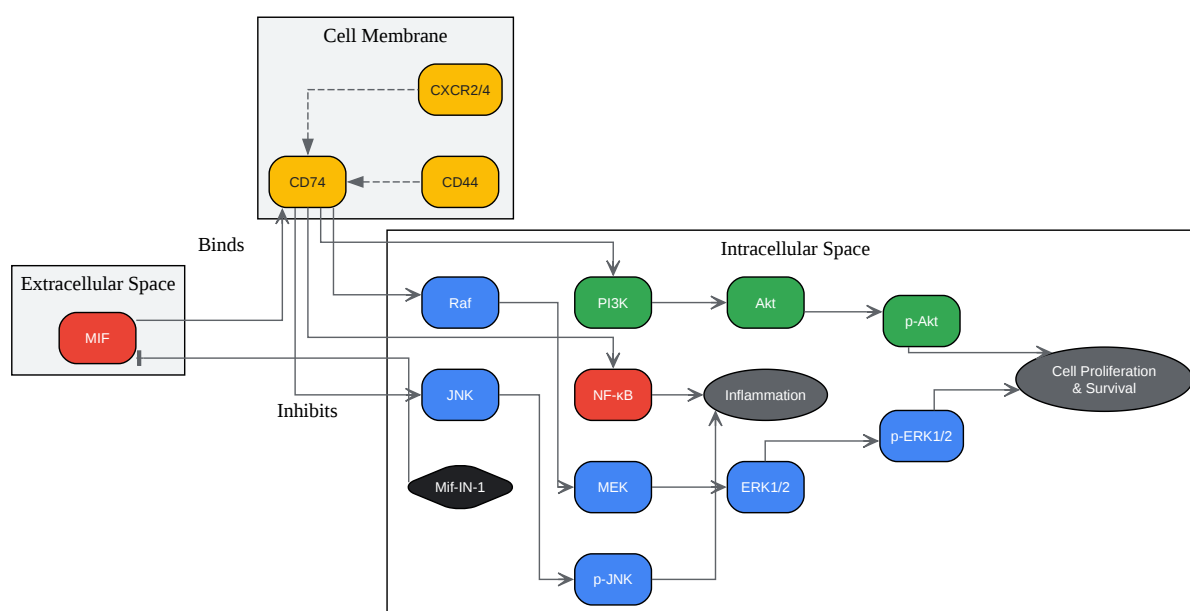 Cell Membrane
CXCR2/4
CD74
CD44
Binds
Extracellular Space
MIF
Inhibits
Intracellular Space
Raf
PI3K
Akt
p-Akt
JNK
NF-κB
Inflammation
Cell Proliferation
& Survival
p-ERK1/2
Mif-IN-1
MEK
ERK1/2
p-JNK